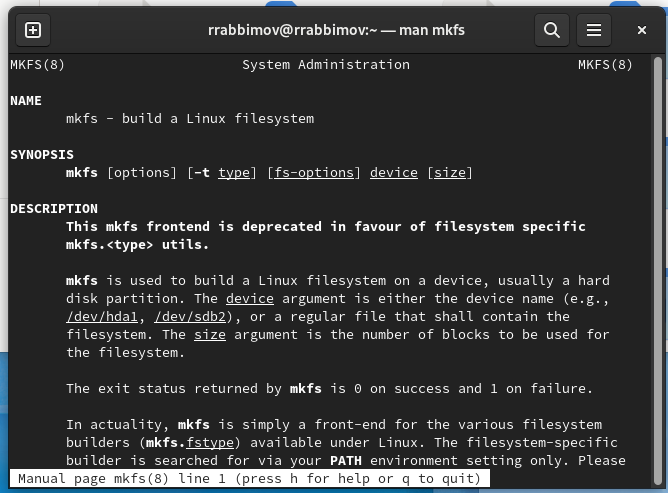 rrabbimov@rrabbimov:~ — man mkfs
MKFS(8) System Administration MKFS(8)
NAME
mkfs - build a Linux filesystem
SYNOPSIS
mkfs [options] [-t type] [fs-options] device [size]
DESCRIPTION
This mkfs frontend is deprecated in favour of filesystem specific
mkfs.<type> utils.
mkfs is used to build a Linux filesystem on a device, usually a hard
disk partition. The device argument is either the device name (e.g.,
/dev/hda1, /dev/sdb2), or a regular file that shall contain the
filesystem. The size argument is the number of blocks to be used for
the filesystem.
The exit status returned by mkfs is 0 on success and 1 on failure.
In actuality, mkfs is simply a front-end for the various filesystem
builders (mkfs.fstype) available under Linux. The filesystem-specific
builder is searched for via your PATH environment setting only. Please
Manual page mkfs(8) line 1 (press h for help or q to quit)